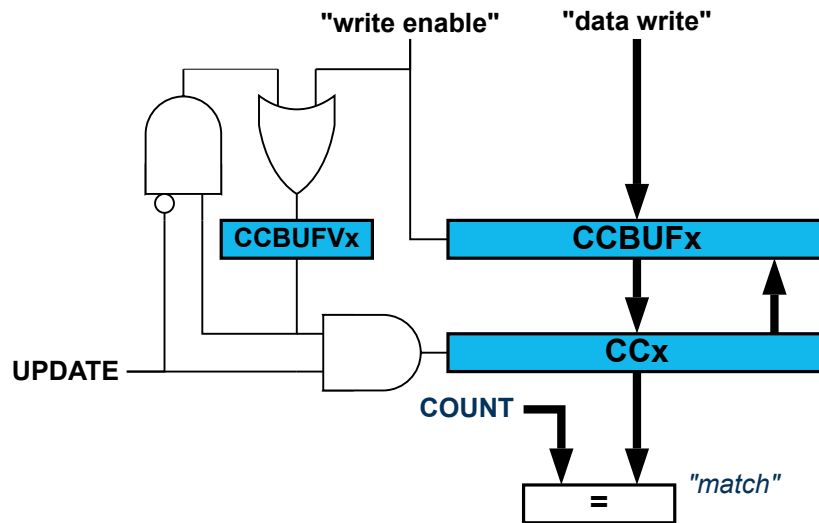 "write enable"
"data write"
CCBUFVx
CCBUFx
CCx
UPDATE
COUNT
"match"
=